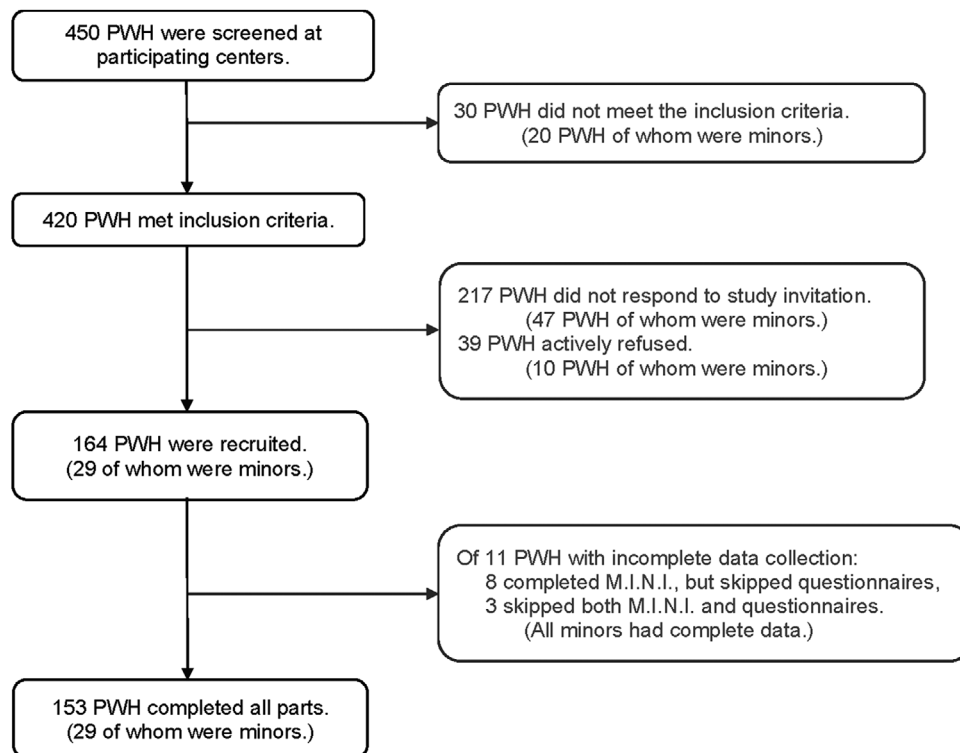 450 PWH were screened at
participating centers.
30 PWH did not meet the inclusion criteria.
(20 PWH of whom were minors.)
420 PWH met inclusion criteria.
217 PWH did not respond to study invitation.
(47 PWH of whom were minors.)
39 PWH actively refused.
(10 PWH of whom were minors.)
164 PWH were recruited.
(29 of whom were minors.)
Of 11 PWH with incomplete data collection:
8 completed M.I.N.I., but skipped questionnaires,
3 skipped both M.I.N.I. and questionnaires.
(All minors had complete data.)
153 PWH completed all parts.
(29 of whom were minors.)